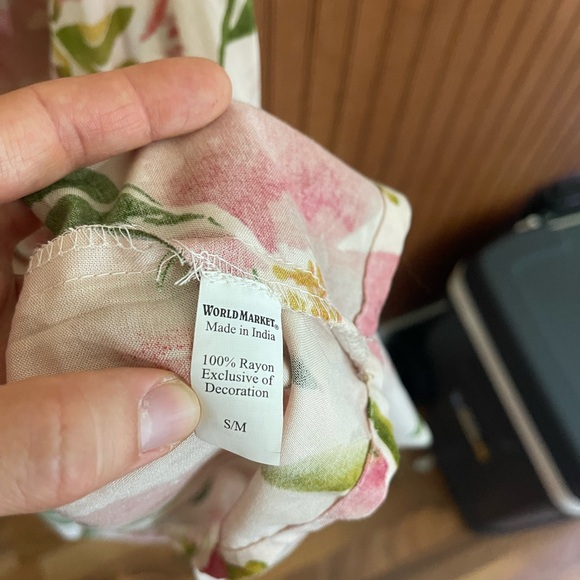 WORLD MARKET®
Made in India
100% Rayon
Exclusive of
Decoration
S/M